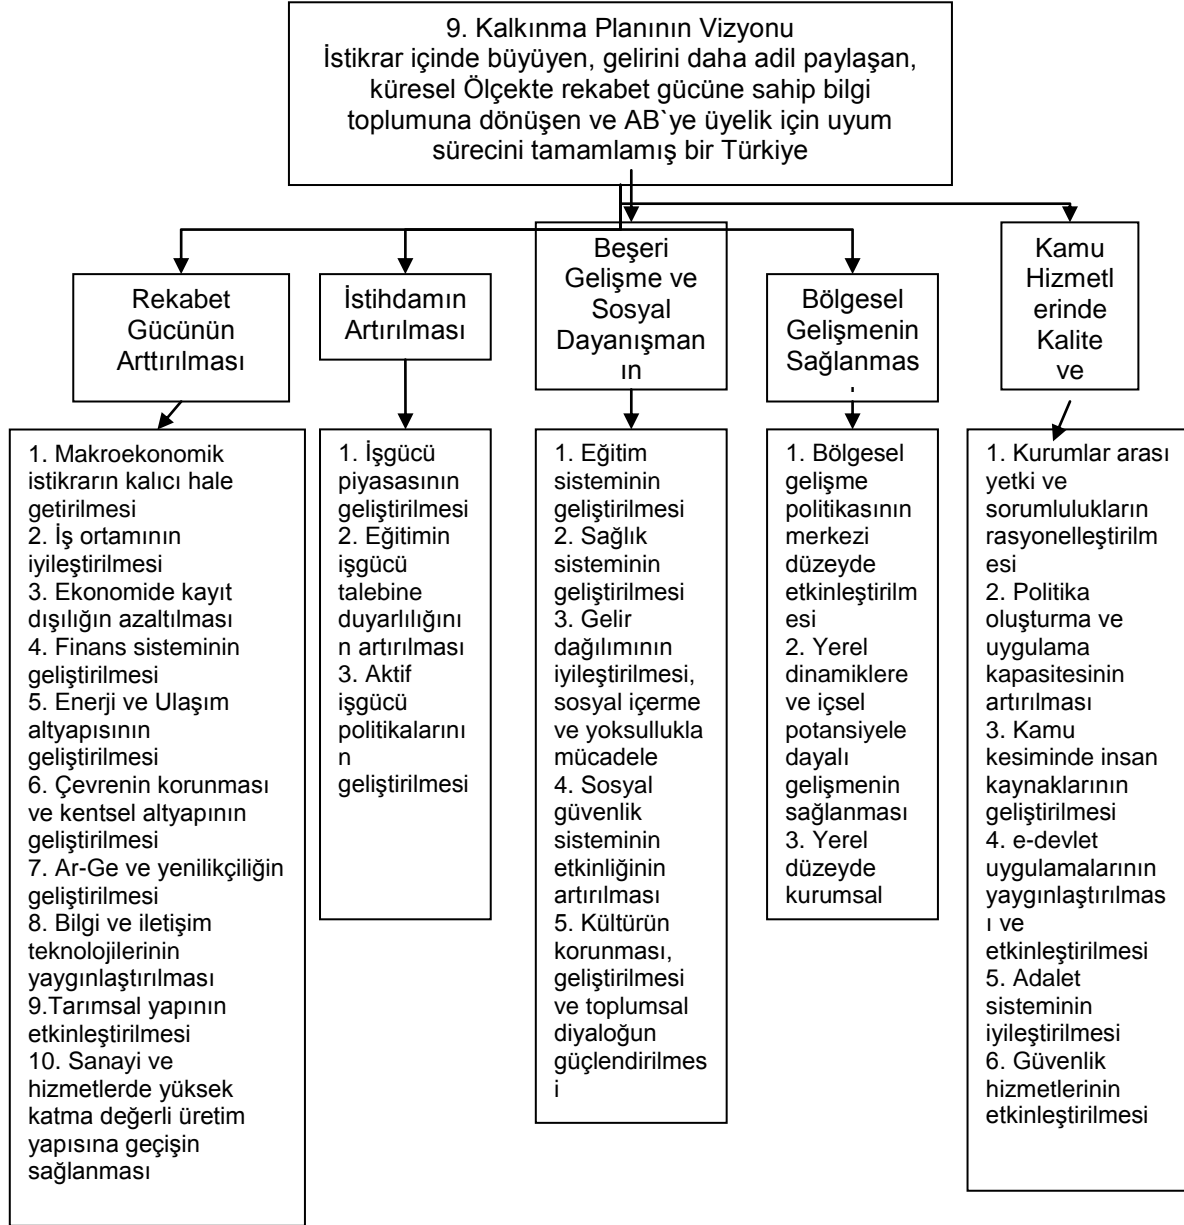 9. Kalkınma Planının Vizyonu
İstikrar içinde büyüyen, gelirini daha adil paylaşan,
küresel Ölçekte rekabet gücüne sahip bilgi
toplumuna dönüşen ve AB`ye üyelik için uyum
sürecini tamamlamış bir Türkiye
Rekabet
Gücünün
Arttırılması
İstihdamın
Artırılması
Beşeri
Gelişme ve
Sosyal
Dayanışman
ın
Bölgesel
Gelişmenin
Sağlanmas
Kamu
Hizmetl
erinde
Kalite
ve
1. Makroekonomik
istikrarın kalıcı hale
getirilmesi
2. İş ortamının
iyileştirilmesi
3. Ekonomide kayıt
dışılığın azaltılması
4. Finans sisteminin
geliştirilmesi
5. Enerji ve Ulaşım
altyapısının
geliştirilmesi
6. Çevrenin korunması
ve kentsel altyapının
geliştirilmesi
7. Ar-Ge ve yenilikçiliğin
geliştirilmesi
8. Bilgi ve iletişim
teknolojilerinin
yaygınlaştırılması
9.Tarımsal yapının
etkinleştirilmesi
10. Sanayi ve
hizmetlerde yüksek
katma değerli üretim
yapısına geçişin
sağlanması
1. İşgücü
piyasasının
geliştirilmesi
2. Eğitimin
işgücü
talebine
duyarlılığını
n artırılması
3. Aktif
işgücü
politikalarını
n
geliştirilmesi
1. Eğitim
sisteminin
geliştirilmesi
2. Sağlık
sisteminin
geliştirilmesi
3. Gelir
dağılımının
iyileştirilmesi,
sosyal içerme
ve yoksullukla
mücadele
4. Sosyal
güvenlik
sisteminin
etkinliğinin
artırılması
5. Kültürün
korunması,
geliştirilmesi
ve toplumsal
diyaloğun
güçlendirilmes
i
1. Bölgesel
gelişme
politikasının
merkezi
düzeyde
etkinleştirilm
esi
2. Yerel
dinamiklere
ve içsel
potansiyele
dayalı
gelişmenin
sağlanması
3. Yerel
düzeyde
kurumsal
1. Kurumlar arası
yetki ve
sorumlulukların
rasyonelleştirilm
esi
2. Politika
oluşturma ve
uygulama
kapasitesinin
artırılması
3. Kamu
kesiminde insan
kaynaklarının
geliştirilmesi
4. e-devlet
uygulamalarının
yaygınlaştırılmas
ı ve
etkinleştirilmesi
5. Adalet
sisteminin
iyileştirilmesi
6. Güvenlik
hizmetlerinin
etkinleştirilmesi